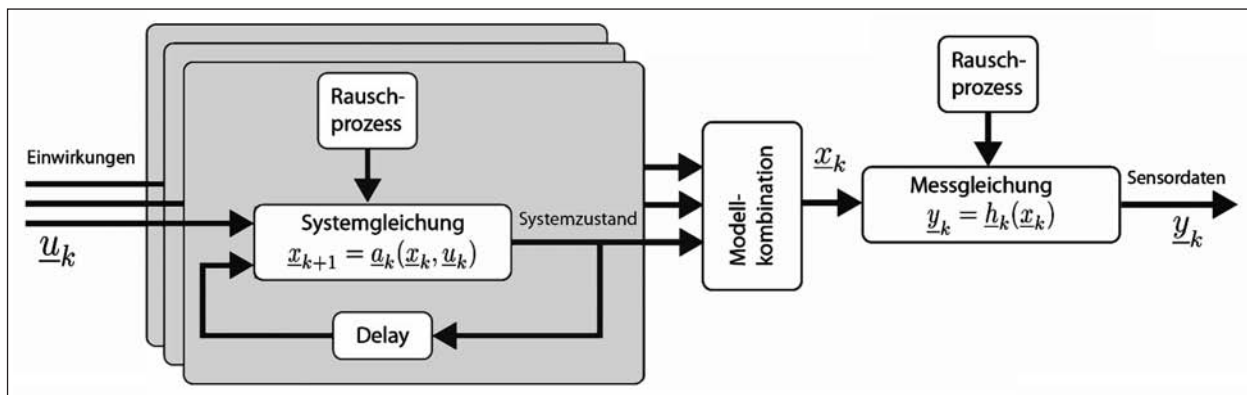 Einwirkungen
u_k
Rausch-
prozess
Systemgleichung
x_{k+1} = a_k(x_k, u_k)
Systemzustand
Delay
Modell-
kombination
x_k
Rausch-
prozess
Messgleichung
y_k = h_k(x_k)
Sensordaten
y_k